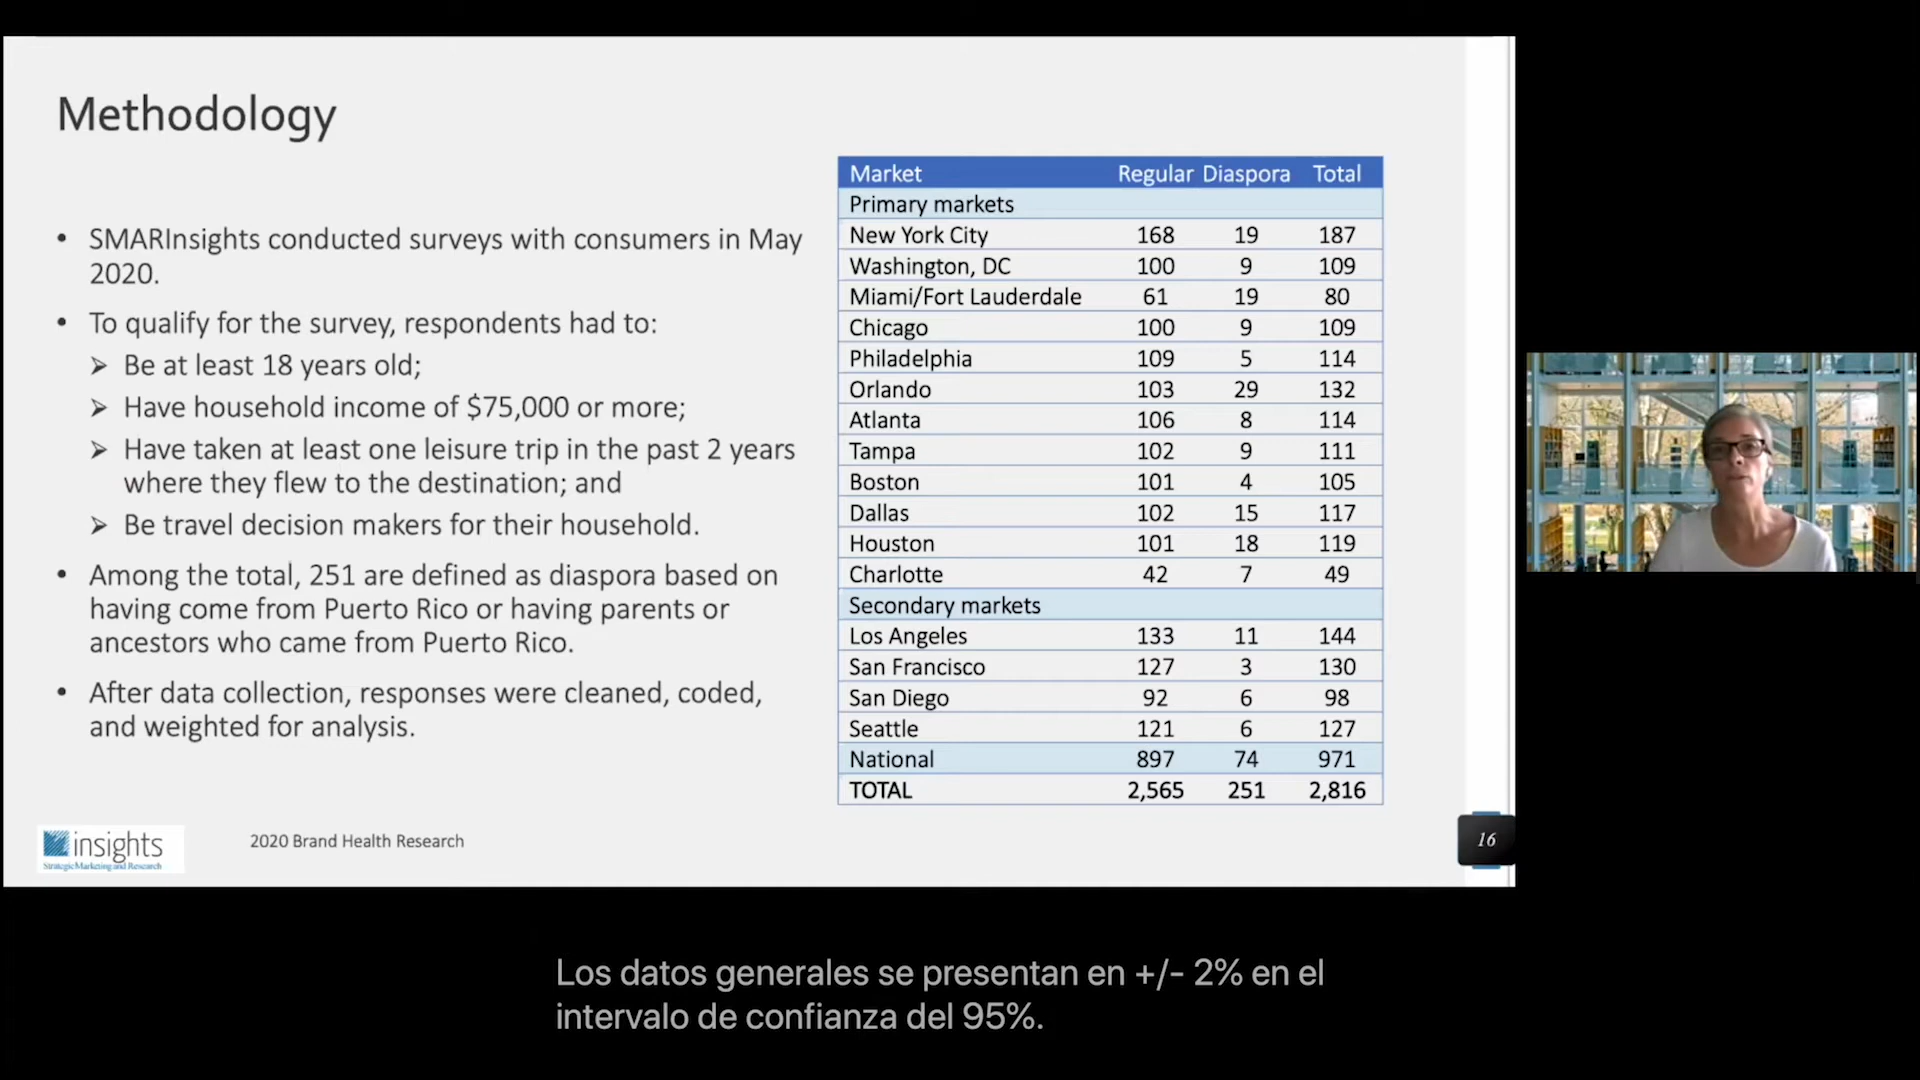 Methodology
• SMARInsights conducted surveys with consumers in May
2020.
• To qualify for the survey, respondents had to:
➢ Be at least 18 years old;
➢ Have household income of $75,000 or more;
➢ Have taken at least one leisure trip in the past 2 years
where they flew to the destination; and
➢ Be travel decision makers for their household.
• Among the total, 251 are defined as diaspora based on
having come from Puerto Rico or having parents or
ancestors who came from Puerto Rico.
• After data collection, responses were cleaned, coded,
and weighted for analysis.
Market Regular Diaspora Total
Primary markets
New York City 168 19 187
Washington, DC 100 9 109
Miami/Fort Lauderdale 61 19 80
Chicago 100 9 109
Philadelphia 109 5 114
Orlando 103 29 132
Atlanta 106 8 114
Tampa 102 9 111
Boston 101 4 105
Dallas 102 15 117
Houston 101 18 119
Charlotte 42 7 49
Secondary markets
Los Angeles 133 11 144
San Francisco 127 3 130
San Diego 92 6 98
Seattle 121 6 127
National 897 74 971
TOTAL 2,565 251 2,816
insights
Strategic Marketing and Research
2020 Brand Health Research
16
Los datos generales se presentan en +/- 2% en el
intervalo de confianza del 95%.